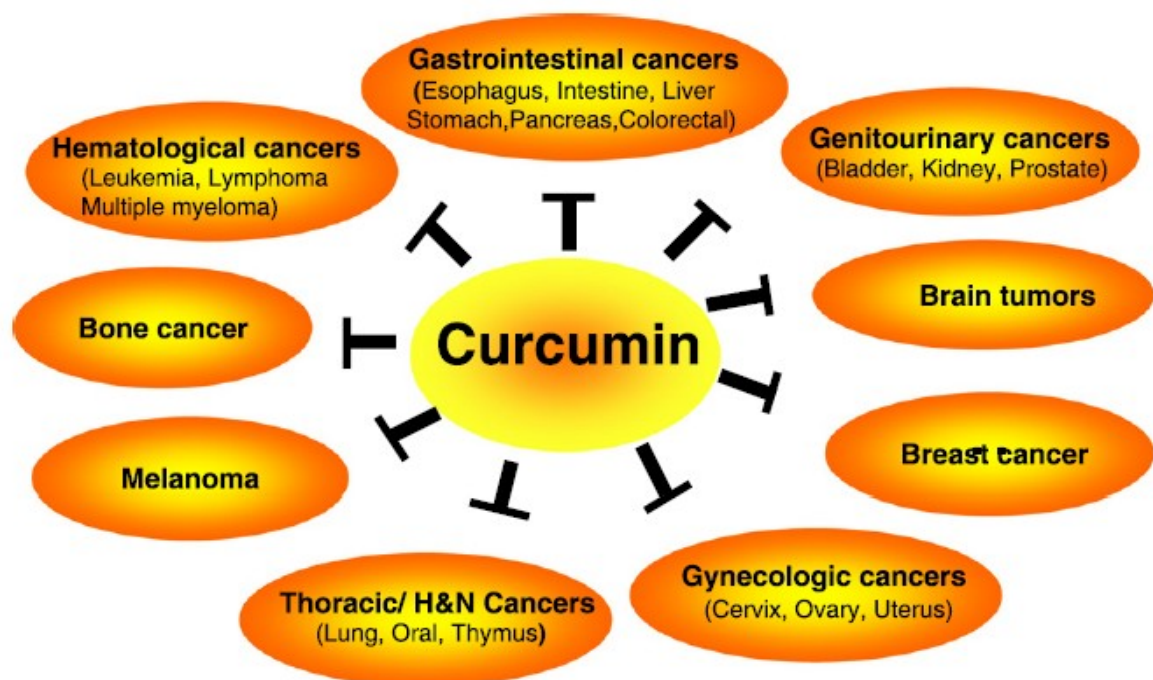 Gastrointestinal cancers
(Esophagus, Intestine, Liver
Stomach,Pancreas,Colorectal)
Genitourinary cancers
(Bladder, Kidney, Prostate)
Hematological cancers
(Leukemia, Lymphoma
Multiple myeloma)
Brain tumors
Bone cancer
Curcumin
Breast cancer
Melanoma
Gynecologic cancers
(Cervix, Ovary, Uterus)
Thoracic/ H&N Cancers
(Lung, Oral, Thymus)